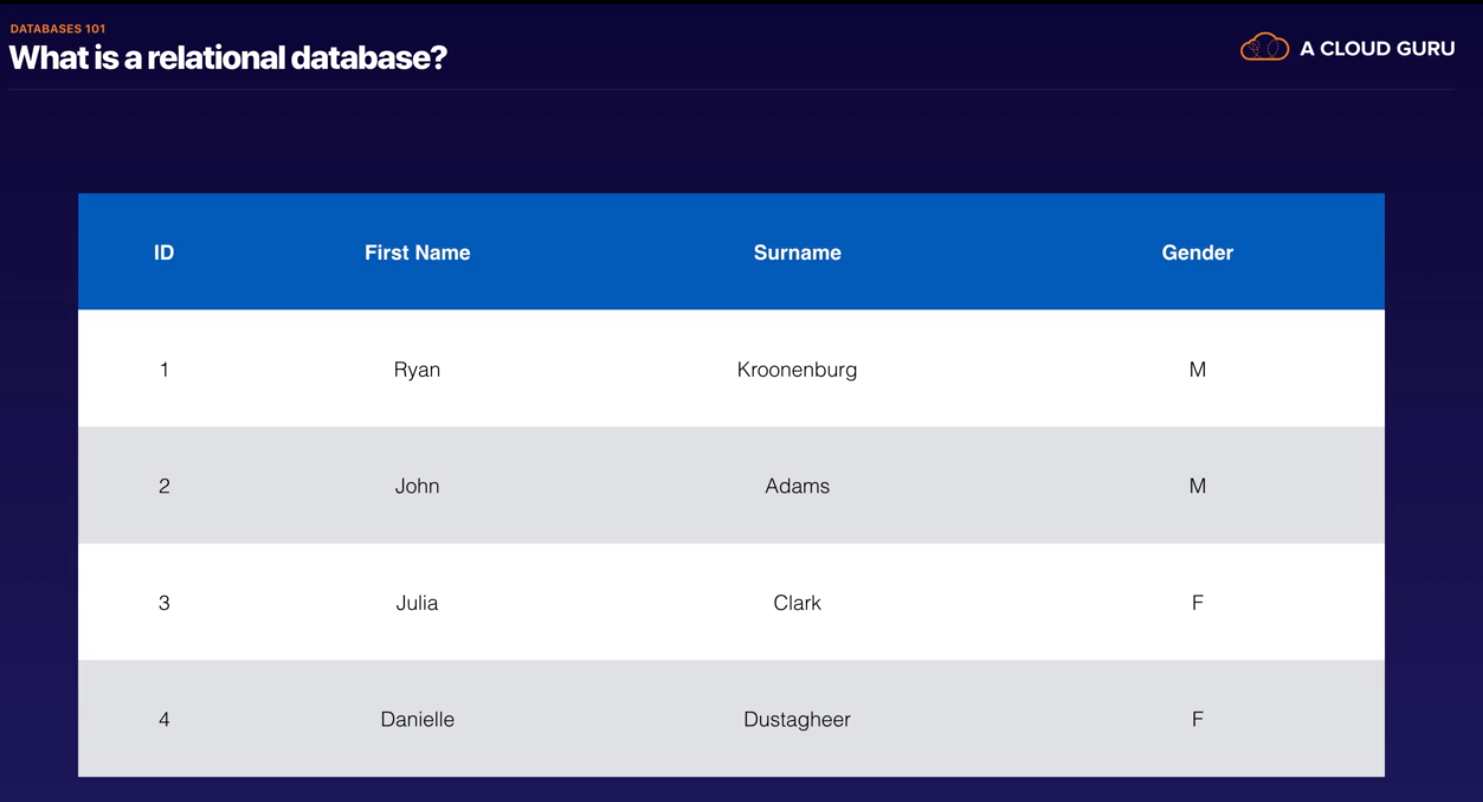 DATABASES 101
What is a relational database?
A CLOUD GURU
ID First Name Surname Gender
1 Ryan Kroonenburg M
2 John Adams M
3 Julia Clark F
4 Danielle Dustagheer F